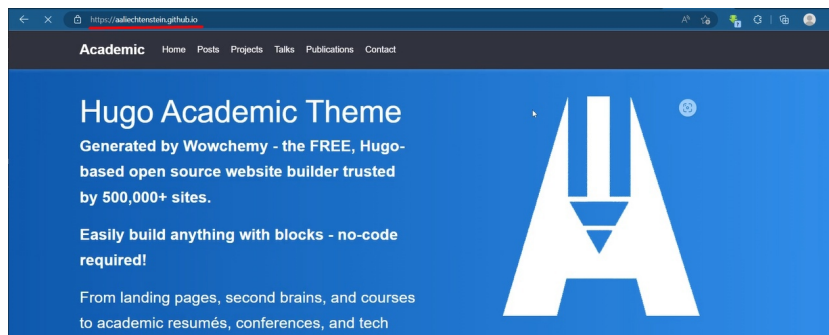 https://aaliechtenstein.github.io
Academic Home Posts Projects Talks Publications Contact
Hugo Academic Theme
Generated by Wowchemy - the FREE, Hugo-
based open source website builder trusted
by 500,000+ sites.
Easily build anything with blocks - no-code
required!
From landing pages, second brains, and courses
to academic resumés, conferences, and tech